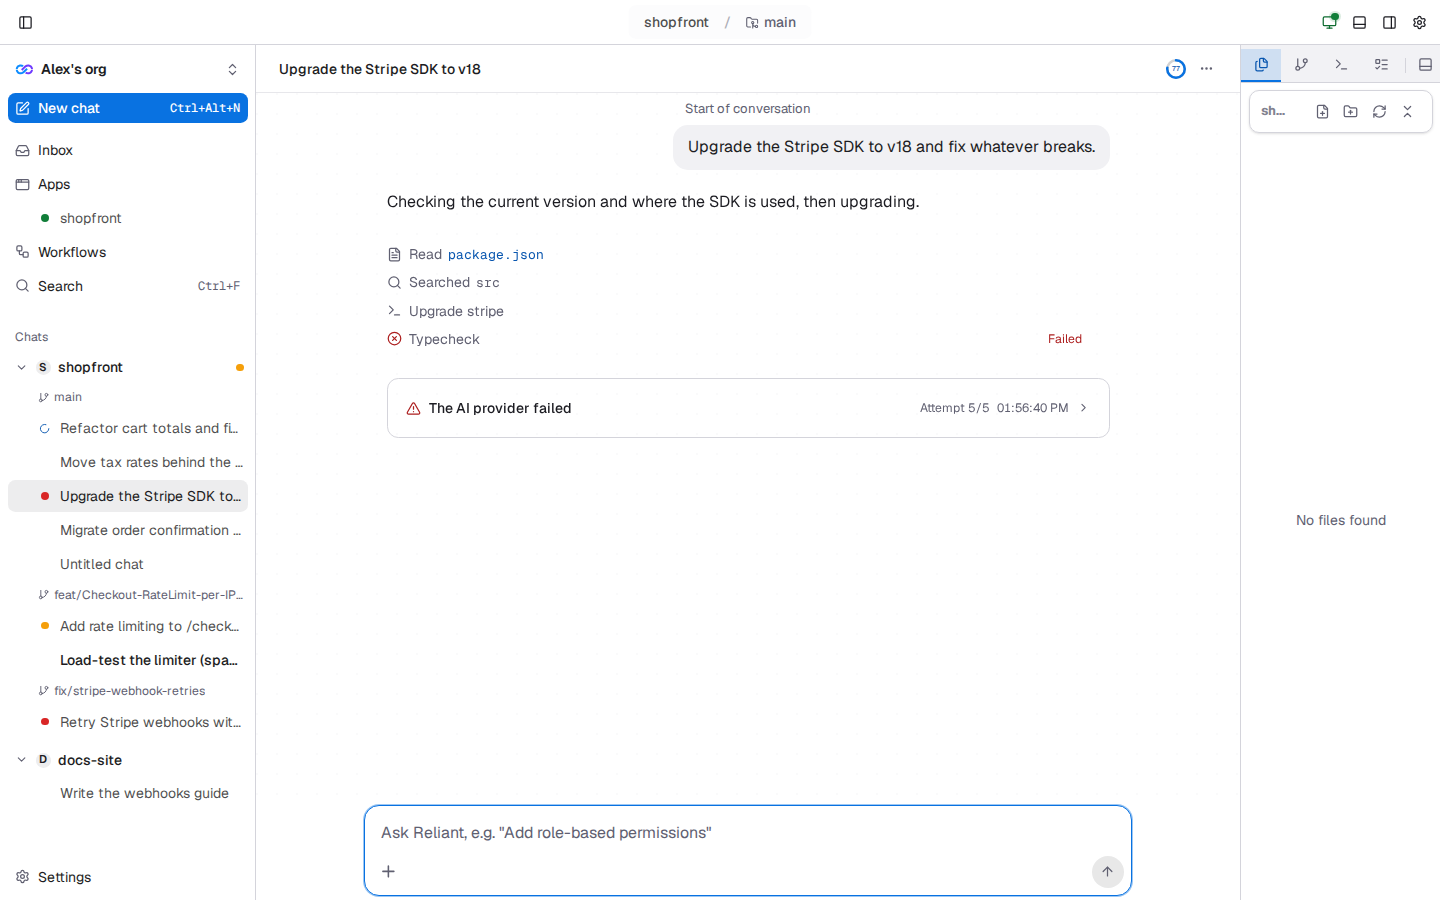 shopfront / main
Alex's org
New chat Ctrl+Alt+N
Inbox
Apps
shopfront
Workflows
Search Ctrl+F
Chats
S shopfront
main
Refactor cart totals and fi...
Move tax rates behind the ...
Upgrade the Stripe SDK to...
Migrate order confirmation ...
Untitled chat
feat/Checkout-RateLimit-per-IP...
Add rate limiting to /check...
Load-test the limiter (spa...
fix/stripe-webhook-retries
Retry Stripe webhooks wit...
D docs-site
Write the webhooks guide
Settings
Upgrade the Stripe SDK to v18
77
Start of conversation
Upgrade the Stripe SDK to v18 and fix whatever breaks.
Checking the current version and where the SDK is used, then upgrading.
Read package.json
Searched src
Upgrade stripe
Typecheck Failed
The AI provider failed Attempt 5/5 01:56:40 PM
Ask Reliant, e.g. "Add role-based permissions"
sh...
No files found